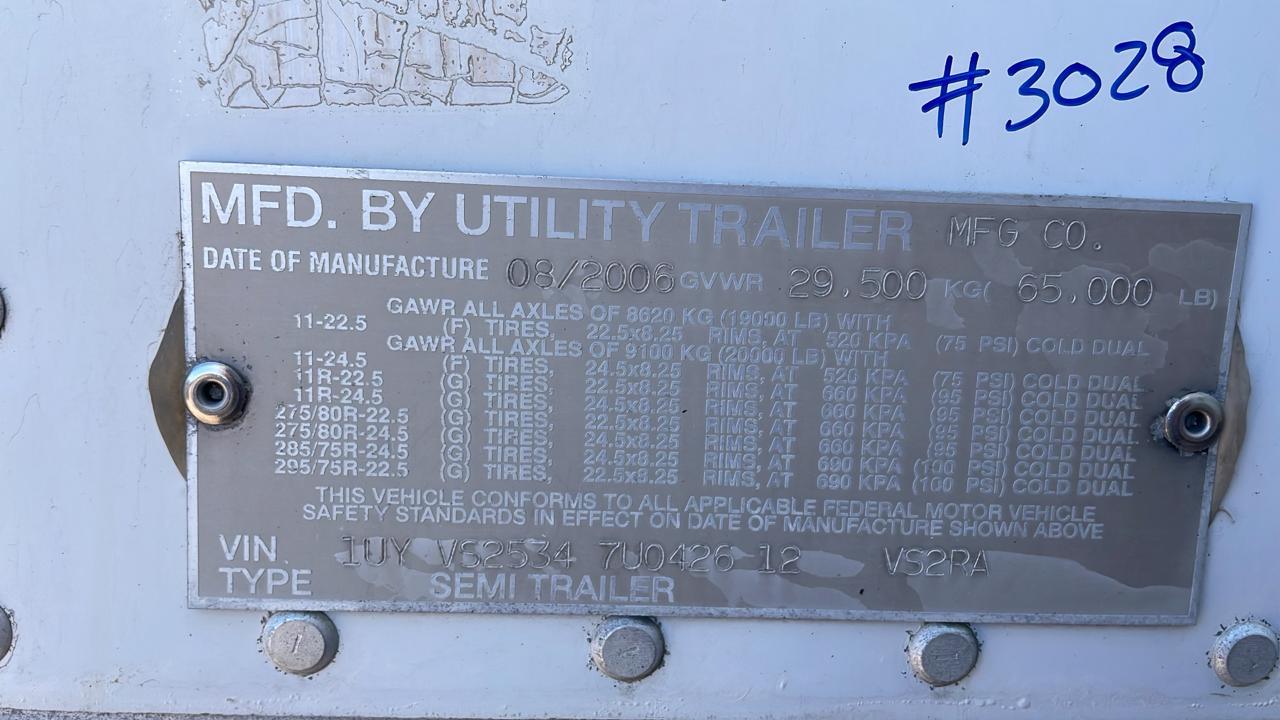 #3028
MFD. BY UTILITY TRAILER MFG CO.
DATE OF MANUFACTURE 08/2006 GVWR 29,500 KG( 65,000 LB)
GAWR ALL AXLES OF 8620 KG (19000 LB) WITH
11-22.5 (F) TIRES, 22.5x8.25 RIMS, AT 520 KPA (75 PSI) COLD DUAL
GAWR ALL AXLES OF 9100 KG (20000 LB) WITH
11-24.5 (F) TIRES, 24.5x8.25 RIMS, AT 520 KPA (75 PSI) COLD DUAL
11R-22.5 (G) TIRES, 22.5x8.25 RIMS, AT 660 KPA (95 PSI) COLD DUAL
11R-24.5 (G) TIRES, 24.5x8.25 RIMS, AT 660 KPA (95 PSI) COLD DUAL
275/80R-22.5 (G) TIRES, 22.5x8.25 RIMS, AT 660 KPA (95 PSI) COLD DUAL
275/80R-24.5 (G) TIRES, 24.5x8.25 RIMS, AT 660 KPA (95 PSI) COLD DUAL
285/75R-24.5 (G) TIRES, 24.5x8.25 RIMS, AT 690 KPA (100 PSI) COLD DUAL
295/75R-22.5 (G) TIRES, 22.5x8.25 RIMS, AT 690 KPA (100 PSI) COLD DUAL
THIS VEHICLE CONFORMS TO ALL APPLICABLE FEDERAL MOTOR VEHICLE
SAFETY STANDARDS IN EFFECT ON DATE OF MANUFACTURE SHOWN ABOVE
VIN 1UY VS2534 7U0426 12 VS2RA
TYPE SEMI TRAILER